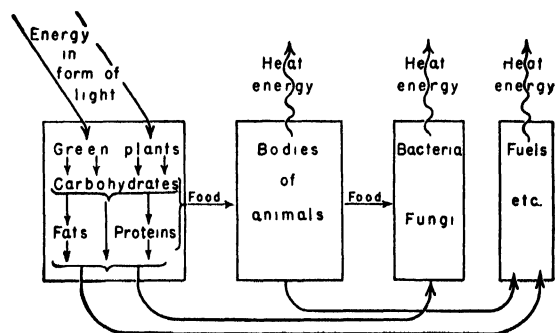 Energy
in
form of
light
Heat
energy
Heat
energy
Heat
energy
Green plants
Carbohydrates
Fats Proteins
Food
Bodies
of
animals
Food
Bacteria
Fungi
Fuels
etc.